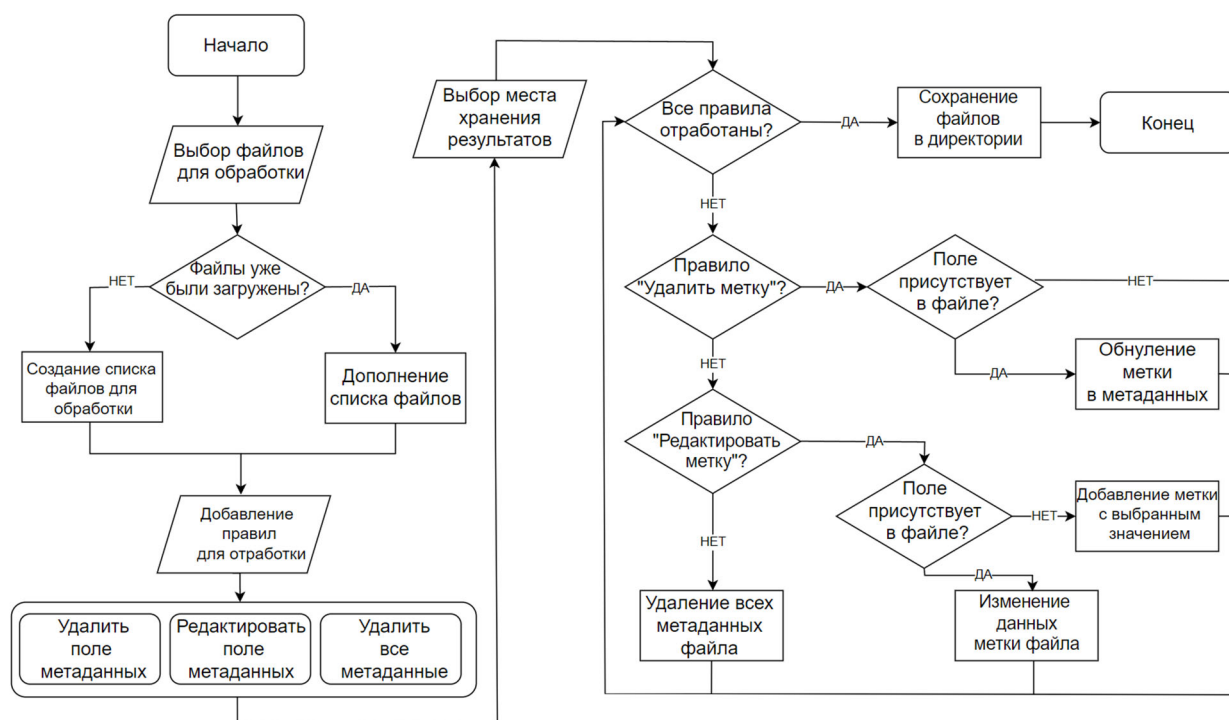 Начало
Выбор файлов
для обработки
Файлы уже
были загружены?
НЕТ
ДА
Создание списка
файлов для
обработки
Дополнение
списка файлов
Добавление
правил
для отработки
Удалить
поле
метаданных
Редактировать
поле
метаданных
Удалить
все
метаданные
Выбор места
хранения
результатов
Все правила
отработаны?
ДА
Сохранение
файлов
в директории
Конец
НЕТ
Правило
"Удалить метку"?
ДА
Поле
присутствует
в файле?
НЕТ
ДА
Обнуление
метки
в метаданных
НЕТ
Правило
"Редактировать
метку"?
ДА
Поле
присутствует
в файле?
НЕТ
Добавление метки
с выбранным
значением
ДА
Изменение
данных
метки файла
НЕТ
Удаление всех
метаданных
файла